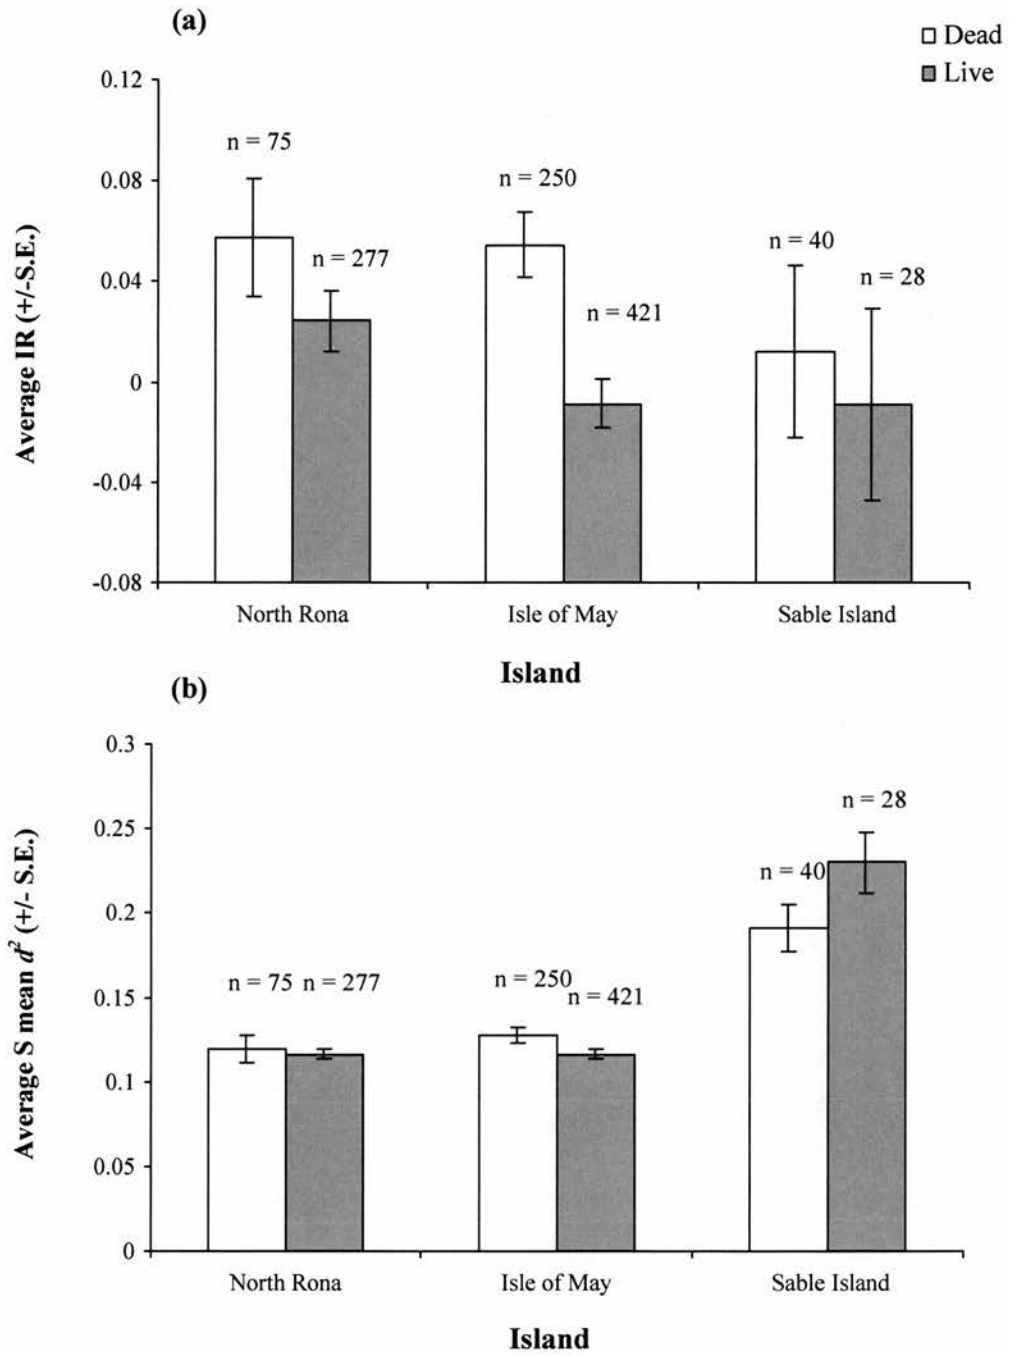 (a)
Dead
Live
0.12
0.08
0.04
0
-0.04
-0.08
Average IR (+/-S.E.)
n = 75
n = 277
n = 250
n = 421
n = 40
n = 28
North Rona
Isle of May
Sable Island
Island
(b)
0.3
0.25
0.2
0.15
0.1
0.05
0
Average S mean d² (+/- S.E.)
n = 75
n = 277
n = 250
n = 421
n = 40
n = 28
North Rona
Isle of May
Sable Island
Island